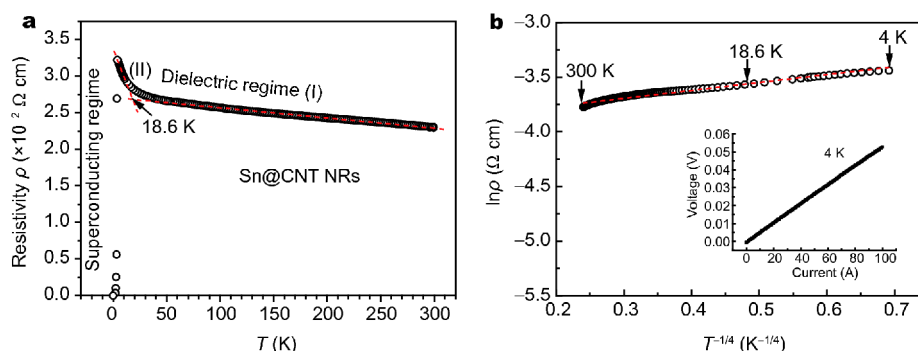 a
3.5
3.0
2.5
2.0
1.5
1.0
0.5
0.0
Resistivity ρ (×10 ² Ω cm)
Superconducting regime
(II)
Dielectric regime (I)
18.6 K
Sn@CNT NRs
0 50 100 150 200 250 300
T (K)
b
−3.0
−3.5
−4.0
−4.5
−5.0
−5.5
lnρ (Ω cm)
300 K
18.6 K
4 K
0.06
0.05
0.04
0.03
0.02
0.01
0.00
Voltage (V)
4 K
0 20 40 60 80 100
Current (A)
0.2 0.3 0.4 0.5 0.6 0.7
T⁻¹/⁴ (K⁻¹/⁴)